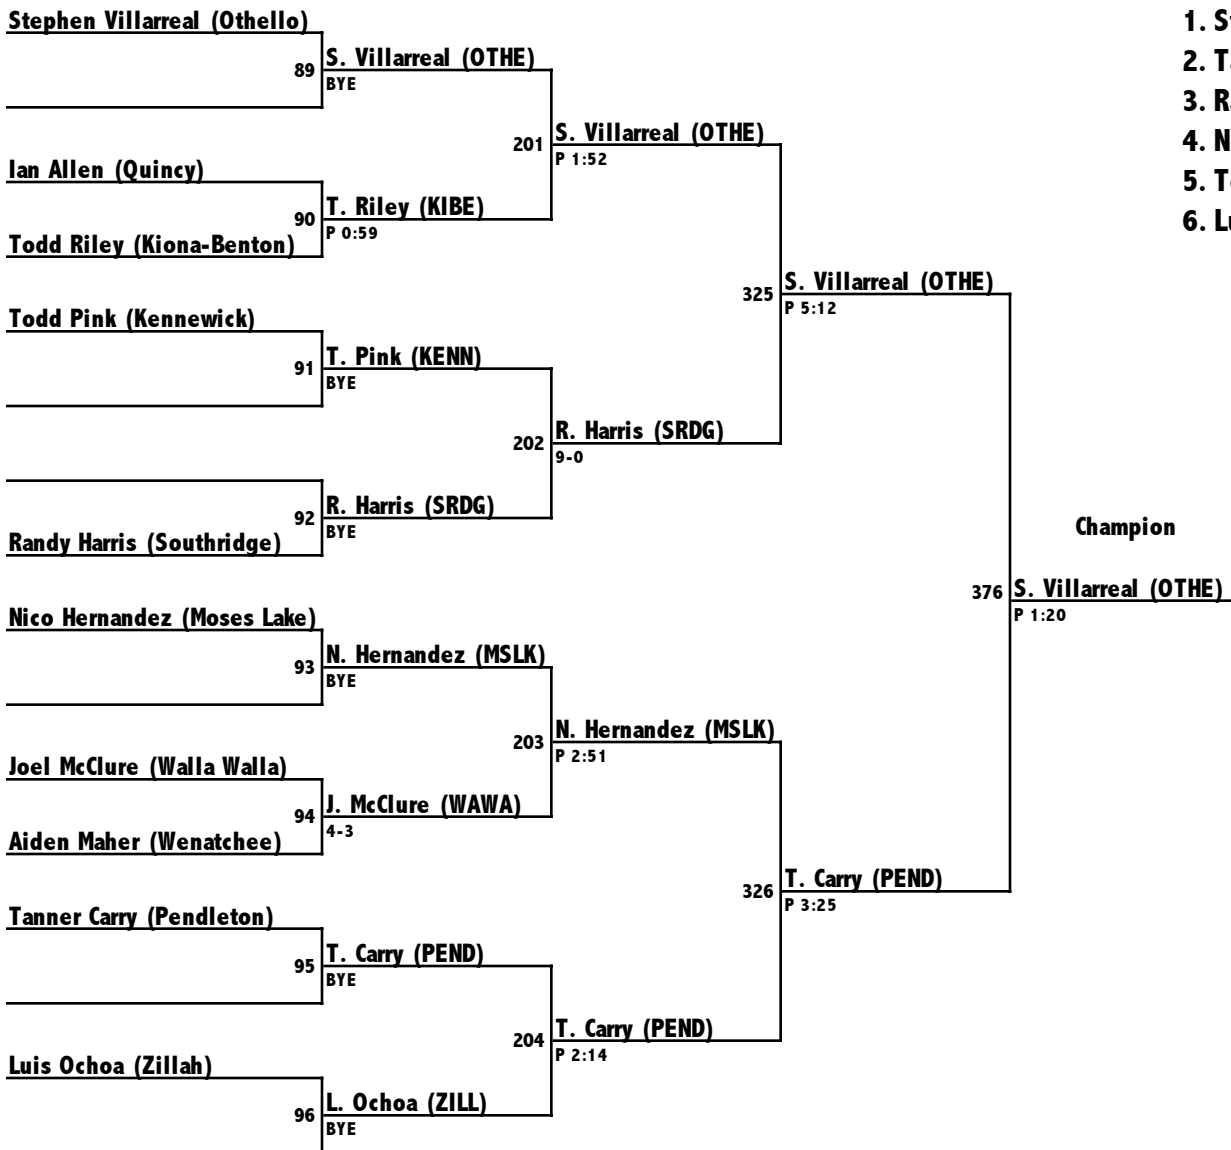 Stephen Villarreal (Othello)
89
S. Villarreal (OTHE)
BYE
201
S. Villarreal (OTHE)
P 1:52
Ian Allen (Quincy)
90
T. Riley (KIBE)
P 0:59
Todd Riley (Kiona-Benton)
325
S. Villarreal (OTHE)
P 5:12
Todd Pink (Kennewick)
91
T. Pink (KENN)
BYE
202
R. Harris (SRDG)
9-0
92
R. Harris (SRDG)
BYE
Randy Harris (Southridge)
Champion
376
S. Villarreal (OTHE)
P 1:20
Nico Hernandez (Moses Lake)
93
N. Hernandez (MSLK)
BYE
203
N. Hernandez (MSLK)
P 2:51
Joel McClure (Walla Walla)
94
J. McClure (WAWA)
4-3
Aiden Maher (Wenatchee)
326
T. Carry (PEND)
P 3:25
Tanner Carry (Pendleton)
95
T. Carry (PEND)
BYE
204
T. Carry (PEND)
P 2:14
Luis Ochoa (Zillah)
96
L. Ochoa (ZILL)
BYE
1.
2.
3.
4.
5.
6.